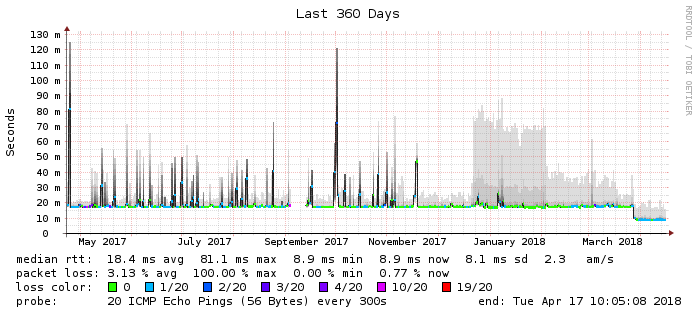 Last 360 Days
RRDTOOL / TOBI OETIKER
Seconds
130 m
120 m
110 m
100 m
90 m
80 m
70 m
60 m
50 m
40 m
30 m
20 m
10 m
0
May 2017 July 2017 September 2017 November 2017 January 2018 March 2018
median rtt: 18.4 ms avg 81.1 ms max 8.9 ms min 8.9 ms now 8.1 ms sd 2.3 am/s
packet loss: 3.13 % avg 100.00 % max 0.00 % min 0.77 % now
loss color: 0 1/20 2/20 3/20 4/20 10/20 19/20
probe: 20 ICMP Echo Pings (56 Bytes) every 300s end: Tue Apr 17 10:05:08 2018